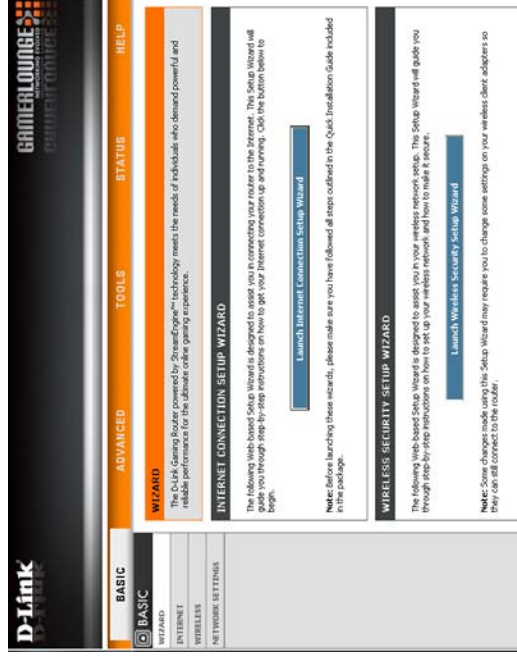 D-Link
GAMERLOUNGE
NETWORKING EVOLVED
BASIC
ADVANCED
TOOLS
STATUS
HELP
BASIC
WIZARD
INTERNET
WIRELESS
NETWORK SETTINGS
WIZARD
The D-Link Gaming Router powered by StreamEngine™ technology meets the needs of individuals who demand powerful and
reliable performance for the ultimate online gaming experience.
INTERNET CONNECTION SETUP WIZARD
The following Web-based Setup Wizard is designed to assist you in connecting your router to the Internet. This Setup Wizard will
guide you through step-by-step instructions on how to get your Internet connection up and running. Click the button below to
begin.
Launch Internet Connection Setup Wizard
Note: Before launching these wizards, please make sure you have followed all steps outlined in the Quick Installation Guide included
in the package.
WIRELESS SECURITY SETUP WIZARD
The following Web-based Setup Wizard is designed to assist you in your wireless network setup. This Setup Wizard will guide you
through step-by-step instructions on how to set up your wireless network and how to make it secure.
Launch Wireless Security Setup Wizard
Note: Some changes made using this Setup Wizard may require you to change some settings on your wireless client adapters so
they can still connect to the router.